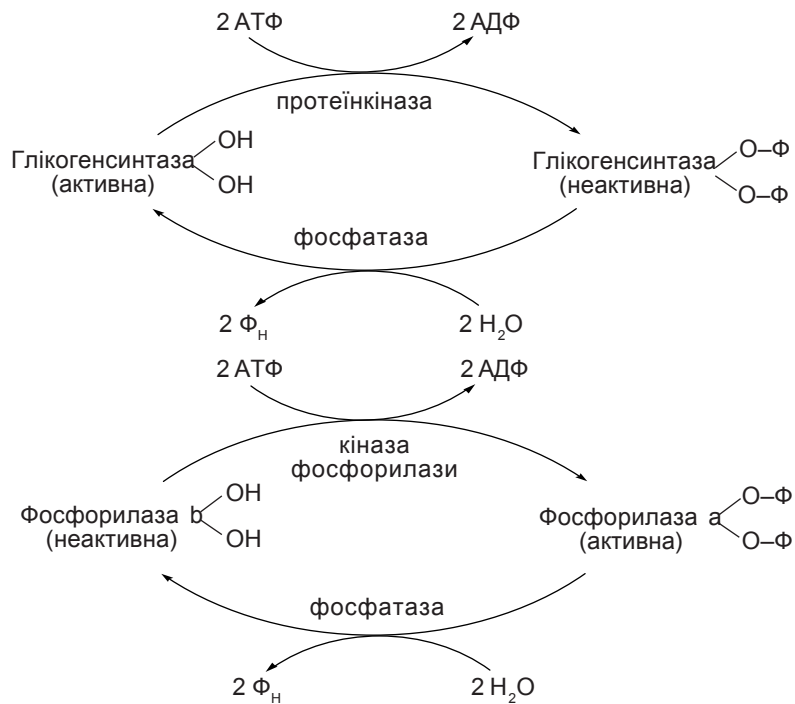 2 АТФ 2 АДФ
протеїнкіназа
Глікогенсинтаза OH Глікогенсинтаза O–Ф
(активна) OH (неактивна) O–Ф
фосфатаза
2 Фн 2 H₂O
2 АТФ 2 АДФ
кіназа
фосфорилази
Фосфорилаза b OH Фосфорилаза a O–Ф
(неактивна) OH (активна) O–Ф
фосфатаза
2 Фн 2 H₂O